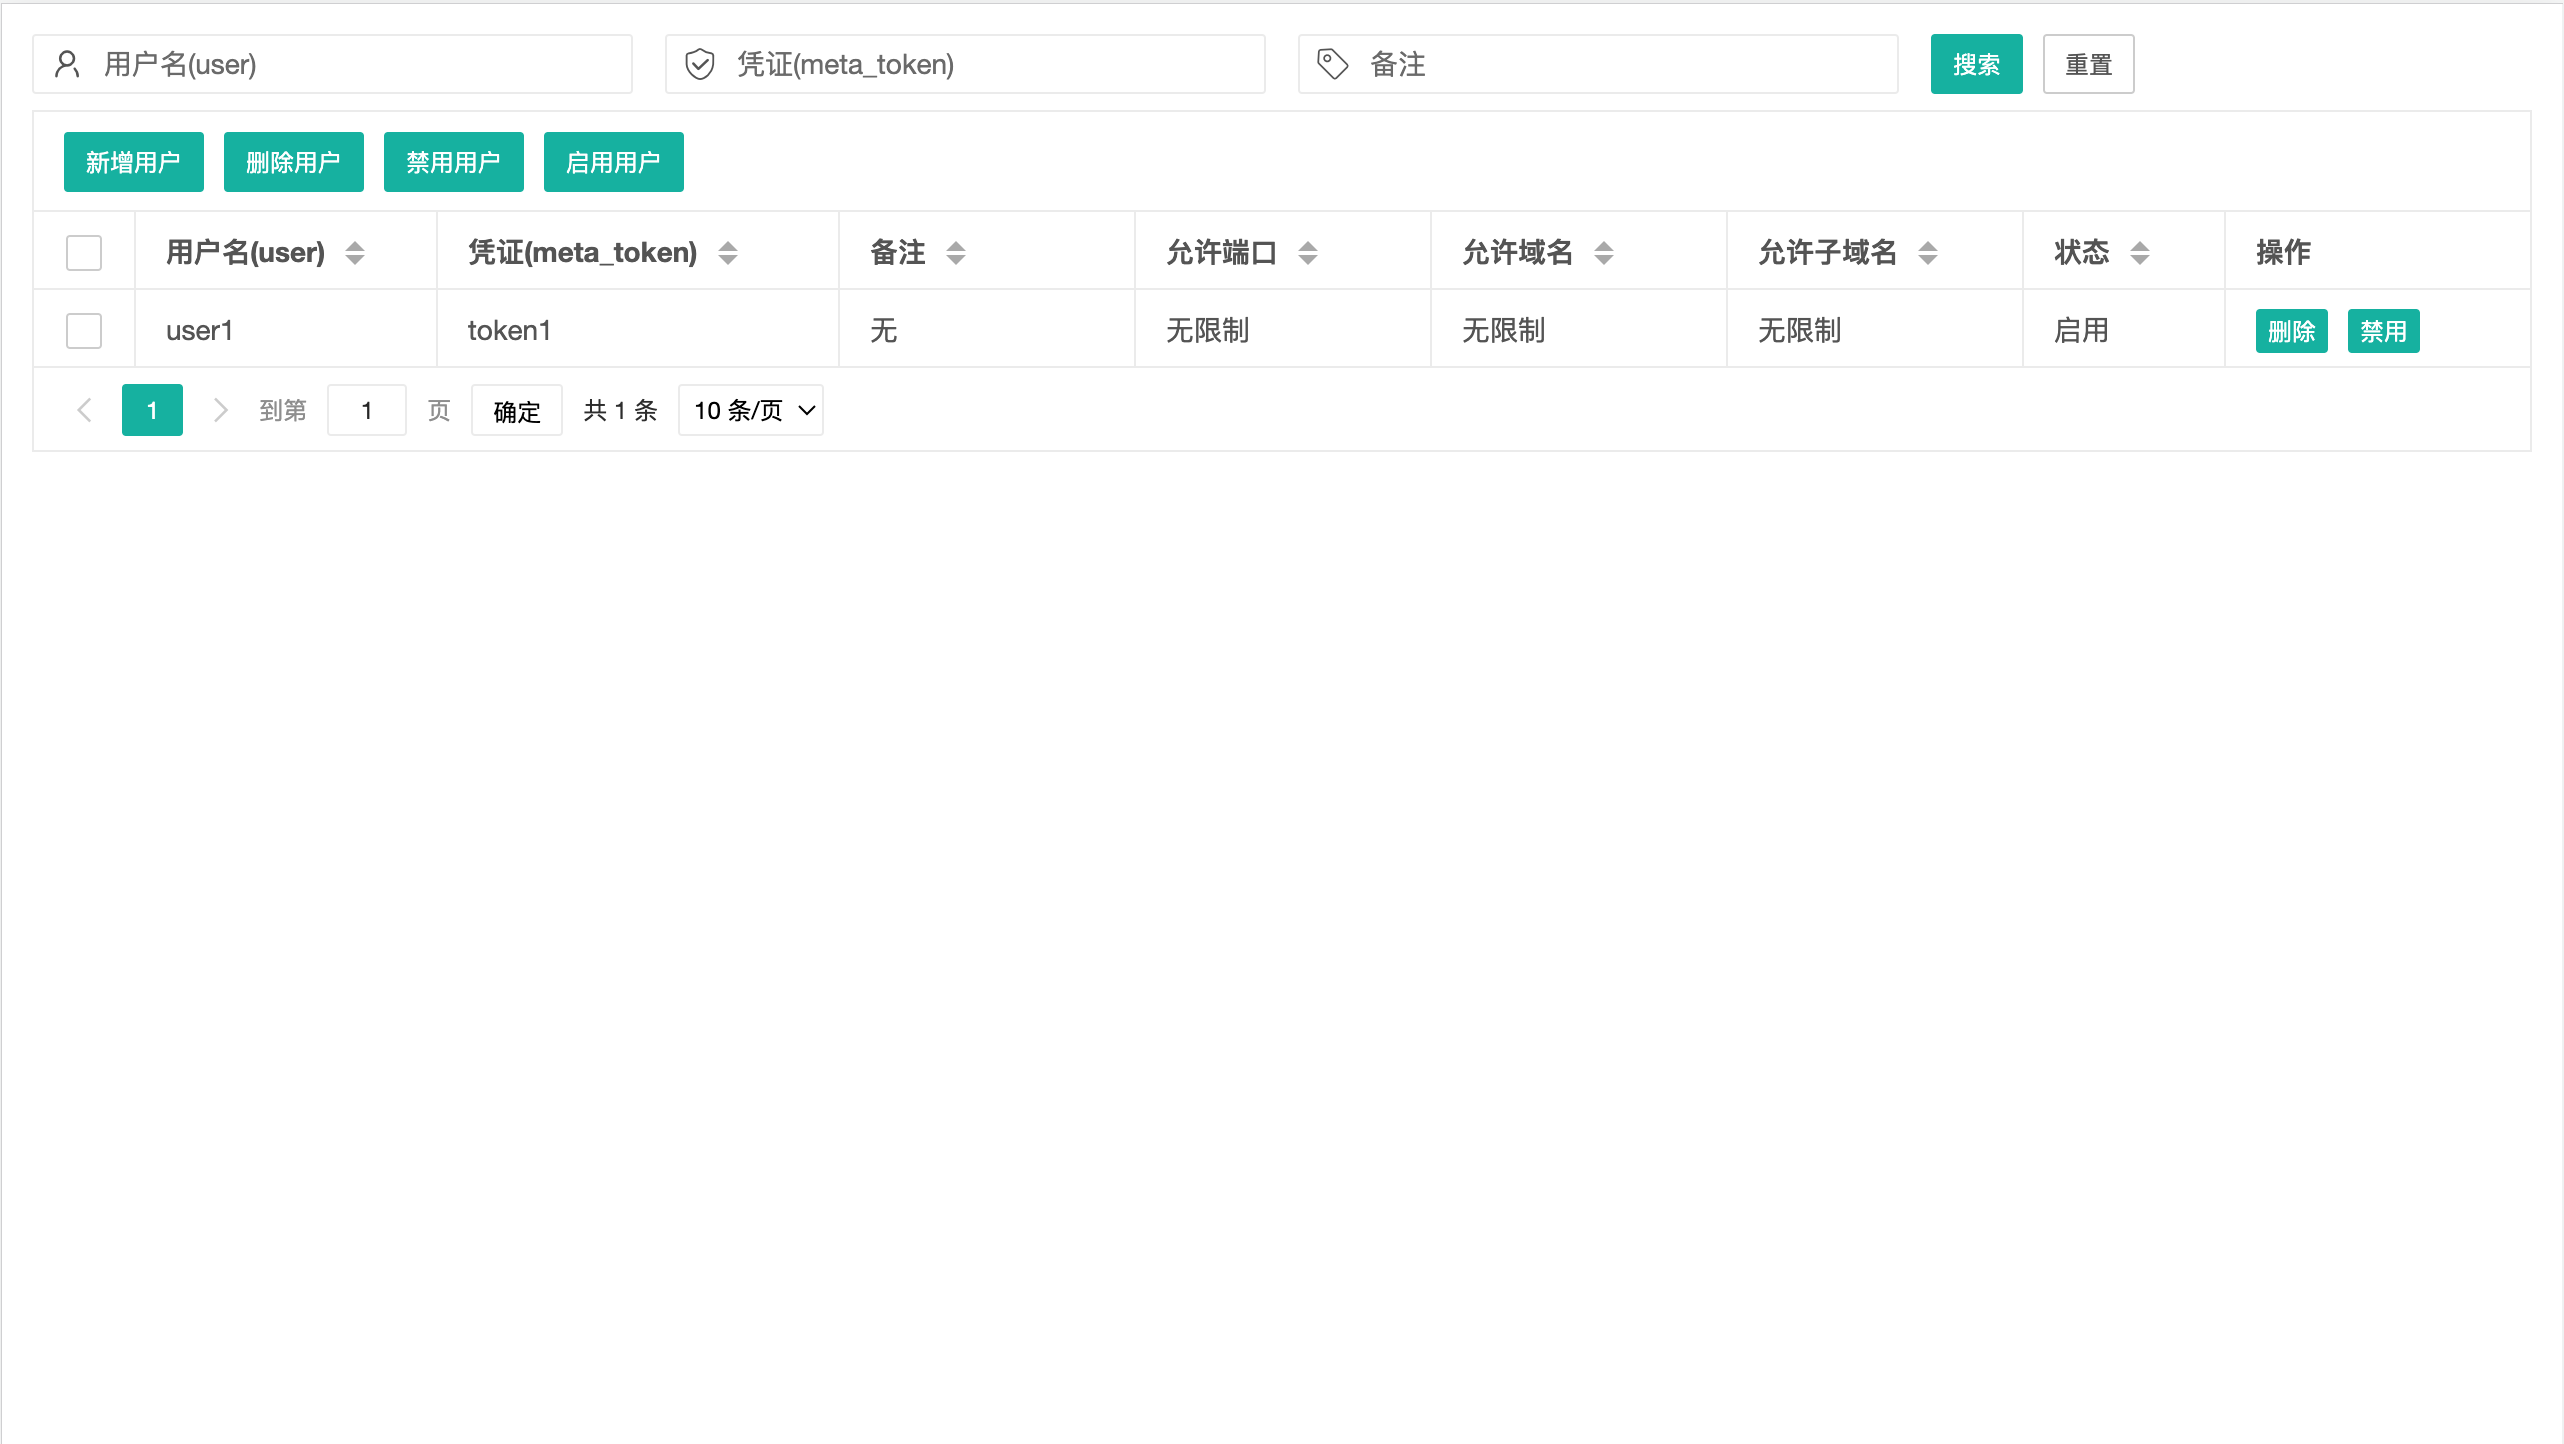 用户名(user) 凭证(meta_token) 备注 搜索 重置
新增用户 删除用户 禁用用户 启用用户
用户名(user) 凭证(meta_token) 备注 允许端口 允许域名 允许子域名 状态 操作
user1 token1 无 无限制 无限制 无限制 启用 删除 禁用
1 到第 1 页 确定 共 1 条 10 条/页